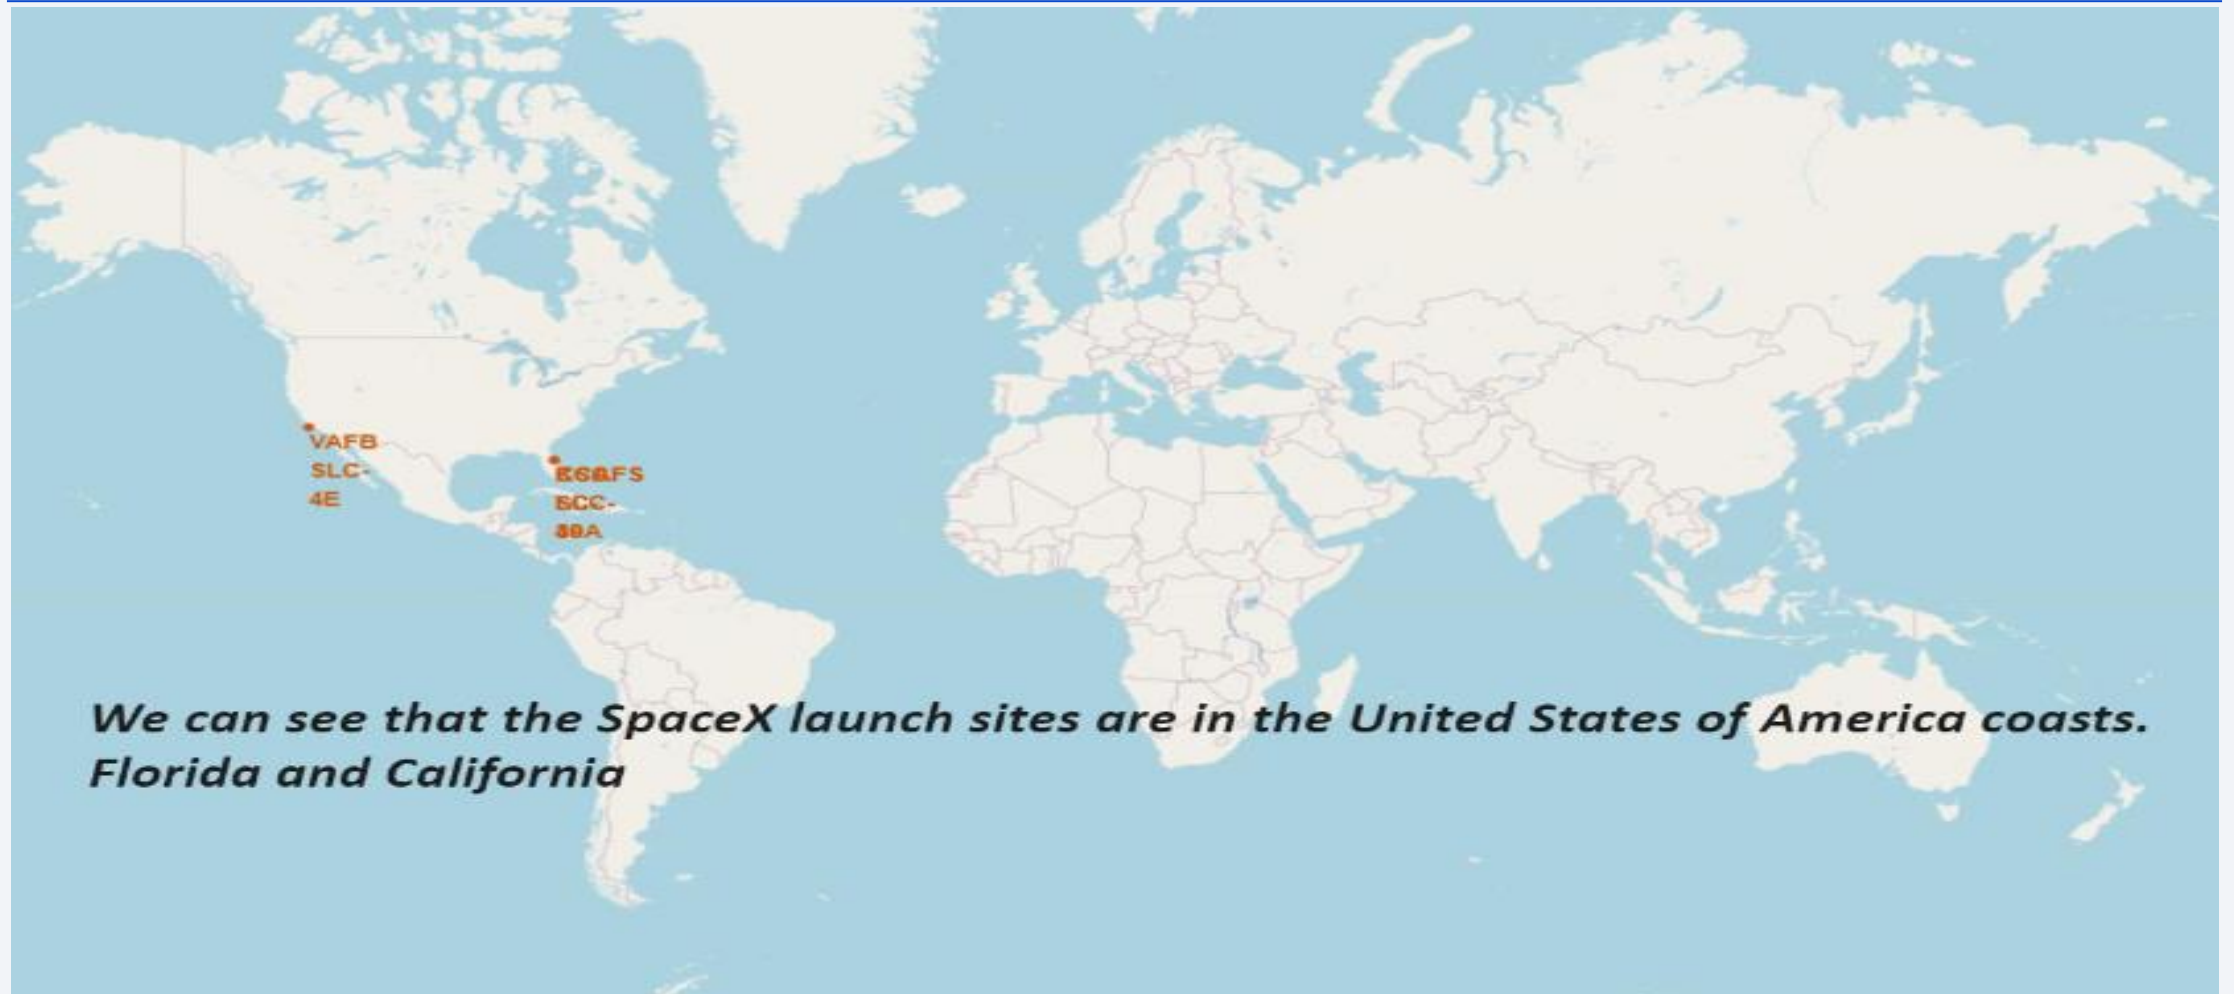 VAFB
SLC-
4E
We can see that the SpaceX launch sites are in the United States of America coasts.
Florida and California